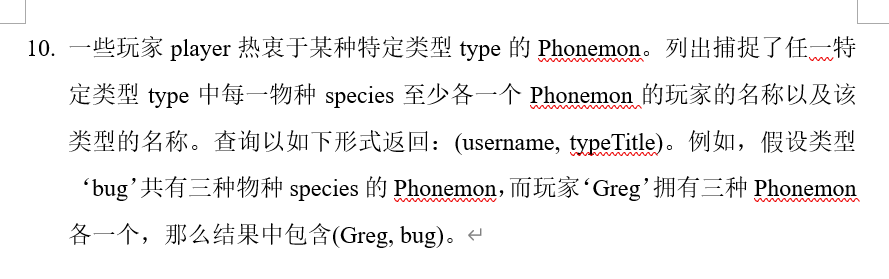 10. 一些玩家 player 热衷于某种特定类型 type 的 Phonemon。列出捕捉了任一特
定类型 type 中每一物种 species 至少各一个 Phonemon 的玩家的名称以及该
类型的名称。查询以如下形式返回：(username, typeTitle)。例如，假设类型
‘bug’共有三种物种 species 的 Phonemon，而玩家‘Greg’拥有三种 Phonemon
各一个，那么结果中包含(Greg, bug)。↵